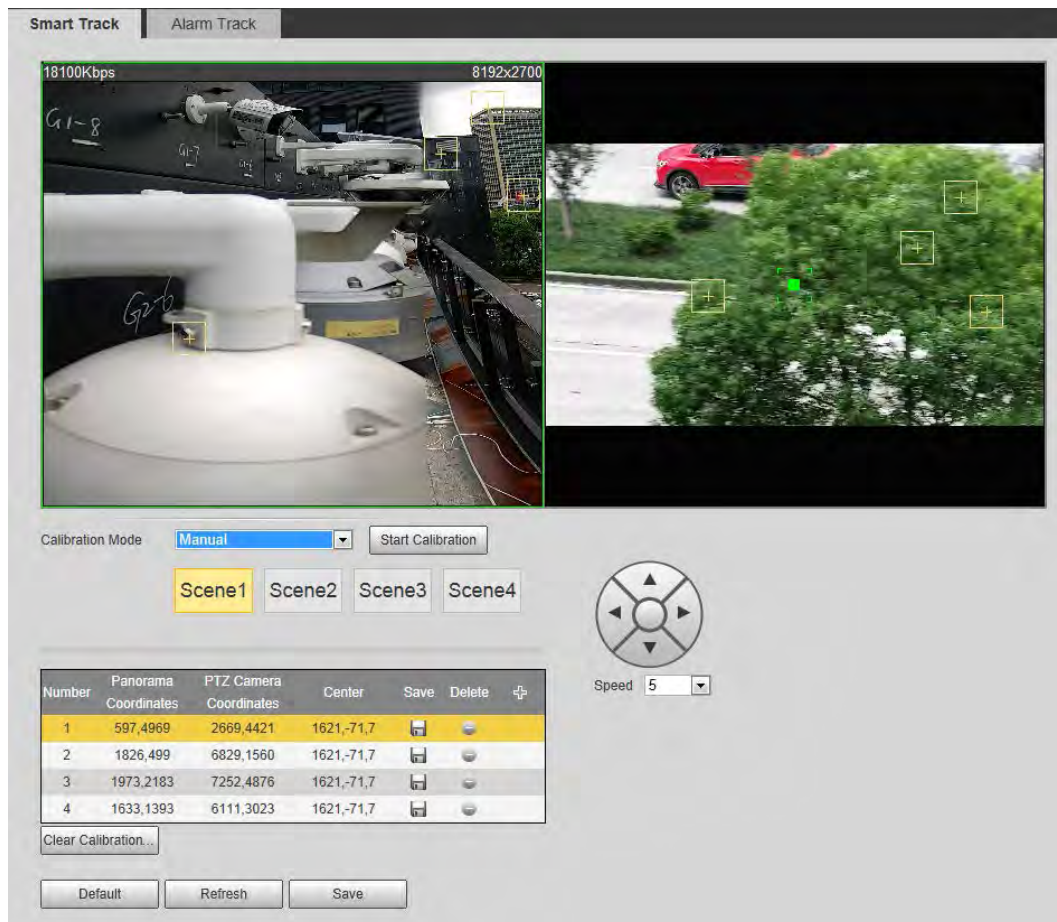 Smart Track Alarm Track
18100Kbps 8192x2700
G1-8
G1-7
G2-6
Calibration Mode Manual Start Calibration
Scene1 Scene2 Scene3 Scene4
Speed 5
Number Panorama Coordinates PTZ Camera Coordinates Center Save Delete
1 597,4969 2669,4421 1621,-71,7
2 1826,499 6829,1560 1621,-71,7
3 1973,2183 7252,4876 1621,-71,7
4 1633,1393 6111,3023 1621,-71,7
Clear Calibration...
Default Refresh Save